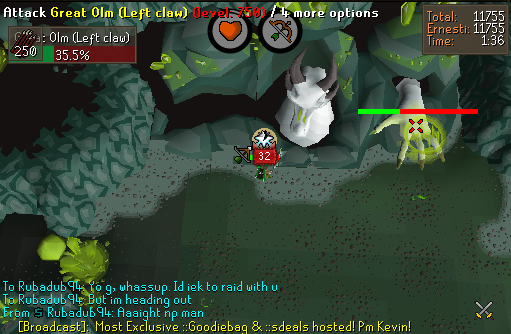 Attack Great Olm (Left claw) (level: 750) / 4 more options
: Olm (Left claw)
250
35.5%
Total: 11755
Ernesti: 11755
Time: 1:36
32
To Rubadub94: Yo g, whassup. Id iek to raid with u
To Rubadub94: But im heading out
From Rubadub94: Aaaight np man
[Broadcast]: Most Exclusive ::Goodiebag & ::sdeals hosted! Pm Kevin!